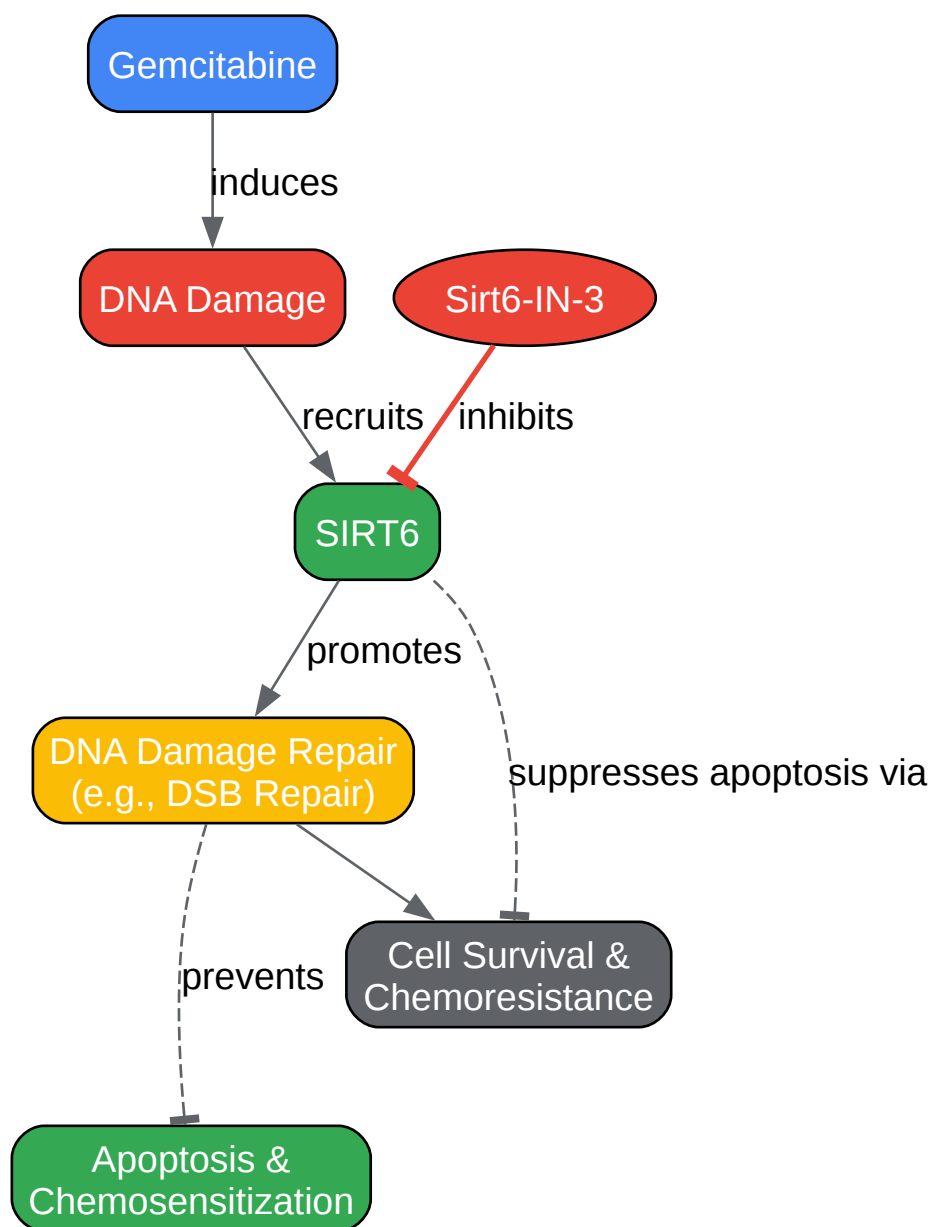 Gemcitabine
induces
DNA Damage
Sirt6-IN-3
recruits
inhibits
SIRT6
promotes
DNA Damage Repair
(e.g., DSB Repair)
suppresses apoptosis via
Cell Survival &
Chemoresistance
prevents
Apoptosis &
Chemosensitization